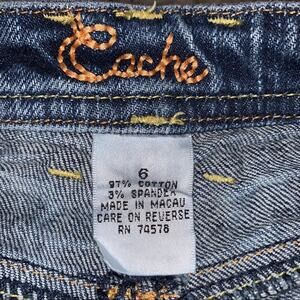 Cache
6
97% COTTON
3% SPANDEX
MADE IN MACAU
CARE ON REVERSE
RN 74578